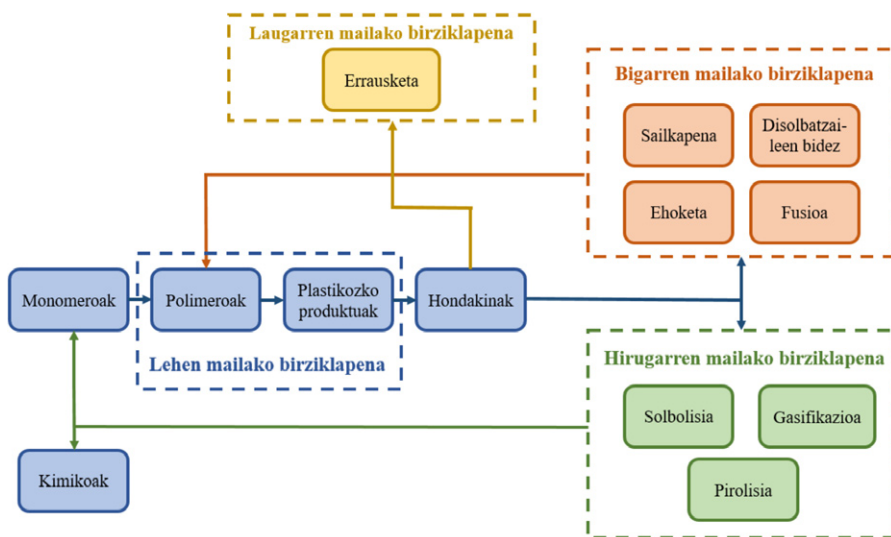 Laugarren mailako birziklapena
Errausketa
Bigarren mailako birziklapena
Sailkapena
Disolbatzai-
leen bidez
Ehoketa
Fusioa
Monomeroak
Polimeroak
Plastikozko
produktuak
Hondakinak
Lehen mailako birziklapena
Hirugarren mailako birziklapena
Solbolisia
Gasifikazioa
Pirolisia
Kimikoak